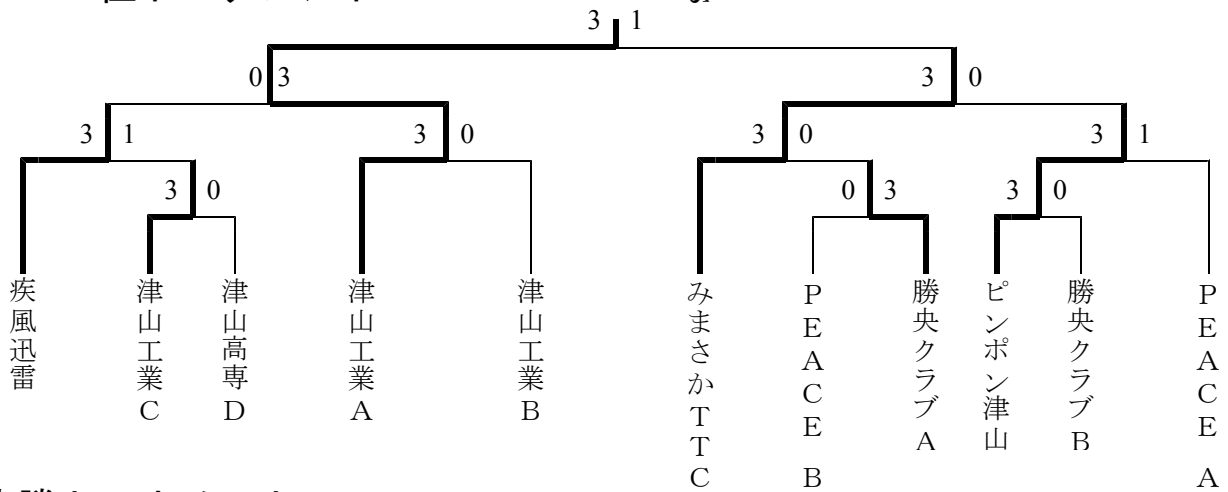 3 1
0 3
3 0
3 1
3 0
3 0
3 1
3 0
0 3
3 0
疾風迅雷
津山工業C
津山高専D
津山工業A
津山工業B
みまさかTTC
PEACE B
勝央クラブA
ピンポン津山
勝央クラブB
PEACE A